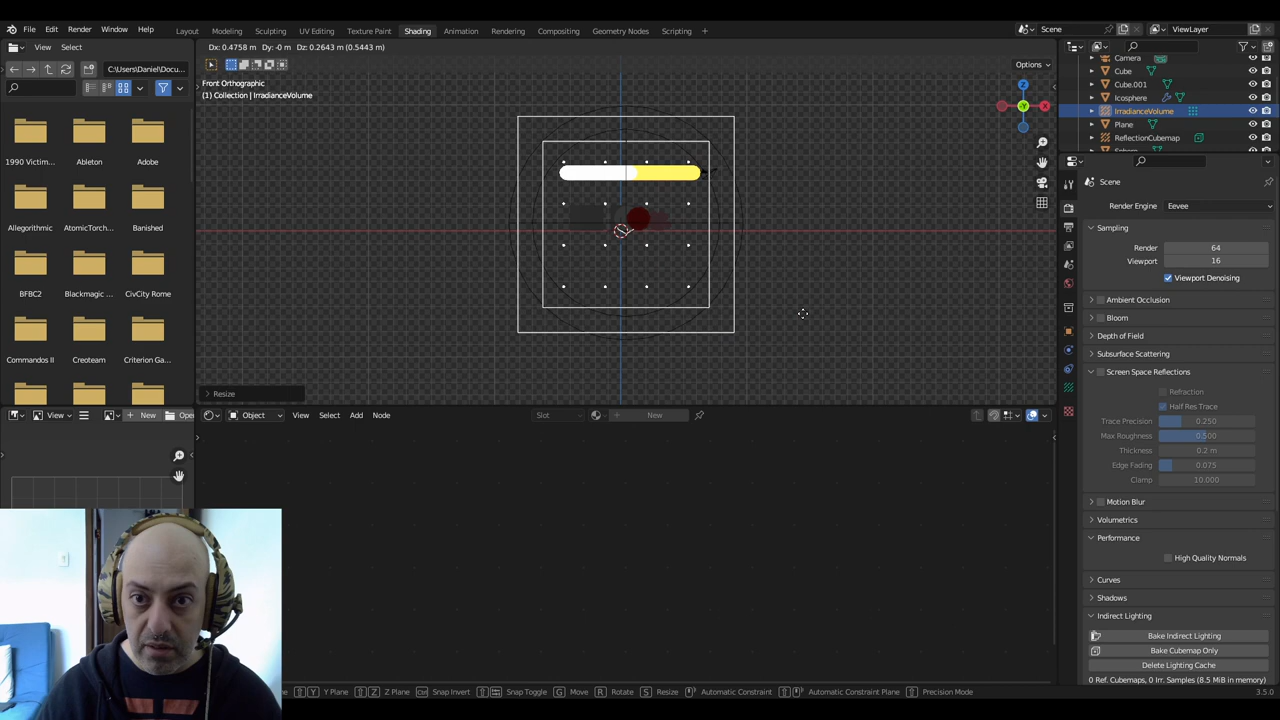 File Edit Render Window Help
Layout Modeling Sculpting UV Editing Texture Paint Shading Animation Rendering Compositing Geometry Nodes Scripting +
Scene
ViewLayer
View Select
Dx: 0.4758 m Dy: -0 m Dz: 0.2643 m (0.5443 m)
C:\Users\Daniel\Docu...
Options
Front Orthographic
(1) Collection | IrradianceVolume
Z
Y
X
1990 Victim...
Ableton
Adobe
Allegorithmic
AtomicTorch...
Banished
BFBC2
Blackmagic ...
CivCity Rome
Commandos II
Creoteam
Criterion Ga...
Camera
Cube
Cube.001
Icosphere
IrradianceVolume
Plane
ReflectionCubemap
Scene
Render Engine Eevee
Sampling
Render 64
Viewport 16
Viewport Denoising
Ambient Occlusion
Bloom
Depth of Field
Subsurface Scattering
Screen Space Reflections
Refraction
Half Res Trace
Trace Precision 0.250
Max Roughness 0.500
Thickness 0.2 m
Edge Fading 0.075
Clamp 10.000
Motion Blur
Volumetrics
Performance
High Quality Normals
Curves
Shadows
Indirect Lighting
Bake Indirect Lighting
Bake Cubemap Only
Delete Lighting Cache
0 Ref. Cubemaps, 0 Irr. Samples (8.5 MiB in memory)
Resize
View
New
Open
Object View Select Add Node
Slot
New
Y Plane Z Z Plane Ctrl Snap Invert Snap Toggle G Move R Rotate S Resize Automatic Constraint Automatic Constraint Plane Precision Mode
3.5.0